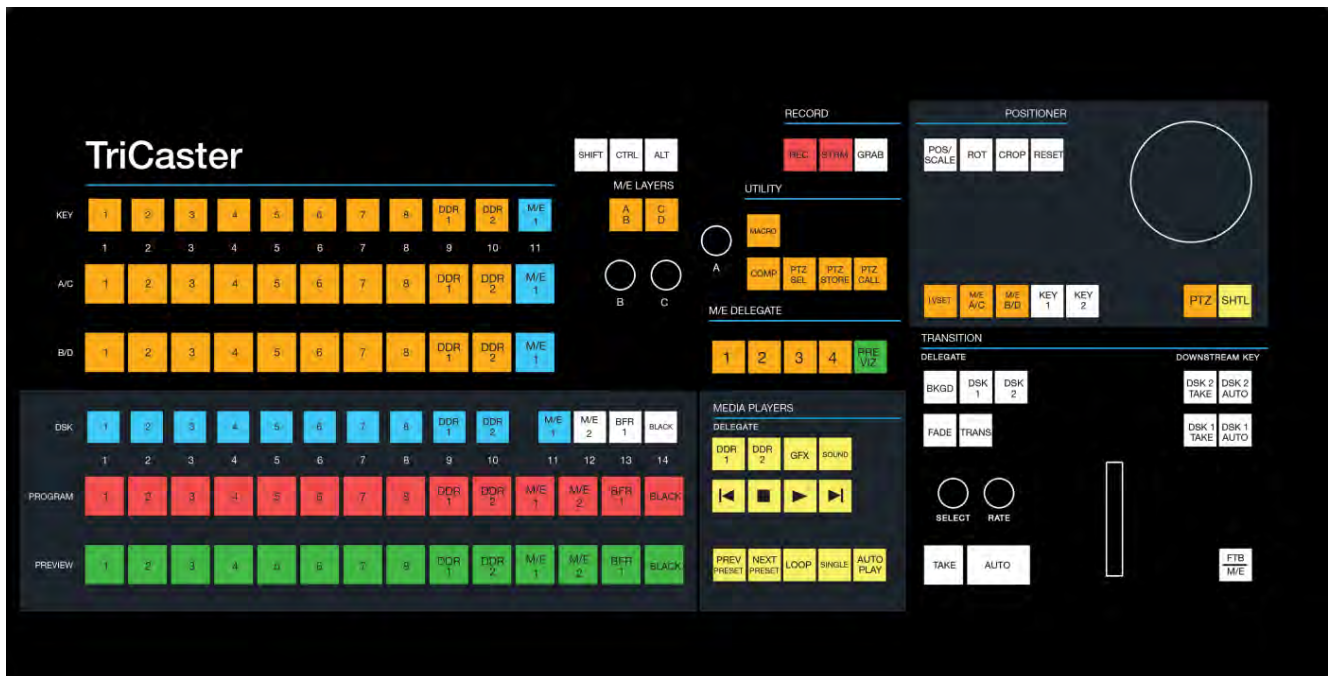 TriCaster
SHIFT CTRL ALT
M/E LAYERS
A B C D
B C
KEY 1 2 3 4 5 6 7 8 DDR 1 DDR 2 M/E 1
1 2 3 4 5 6 7 8 9 10 11
A/C 1 2 3 4 5 6 7 8 DDR 1 DDR 2 M/E 1
B/D 1 2 3 4 5 6 7 8 DDR 1 DDR 2 M/E 1
DSK 1 2 3 4 5 6 7 8 DDR 1 DDR 2 M/E 1 M/E 2 BFR 1 BLACK
1 2 3 4 5 6 7 8 9 10 11 12 13 14
PROGRAM 1 2 3 4 5 6 7 8 DDR 1 DDR 2 M/E 1 M/E 2 BFR 1 BLACK
PREVIEW 1 2 3 4 5 6 7 8 DDR 1 DDR 2 M/E 1 M/E 2 BFR 1 BLACK
RECORD
REC STRM GRAB
UTILITY
MACRO
A
COMP PTZ SEL PTZ STORE PTZ CALL
M/E DELEGATE
1 2 3 4 PRE VIZ
MEDIA PLAYERS
DELEGATE
DDR 1 DDR 2 GFX SOUND
PREV PRESET NEXT PRESET LOOP SINGLE AUTO PLAY
POSITIONER
POS/ SCALE ROT CROP RESET
LVSET M/E A/C M/E B/D KEY 1 KEY 2 PTZ SHTL
TRANSITION
DELEGATE
DOWNSTREAM KEY
BKGD DSK 1 DSK 2
DSK 2 TAKE DSK 2 AUTO
FADE TRANS
DSK 1 TAKE DSK 1 AUTO
SELECT RATE
TAKE AUTO
FTB M/E